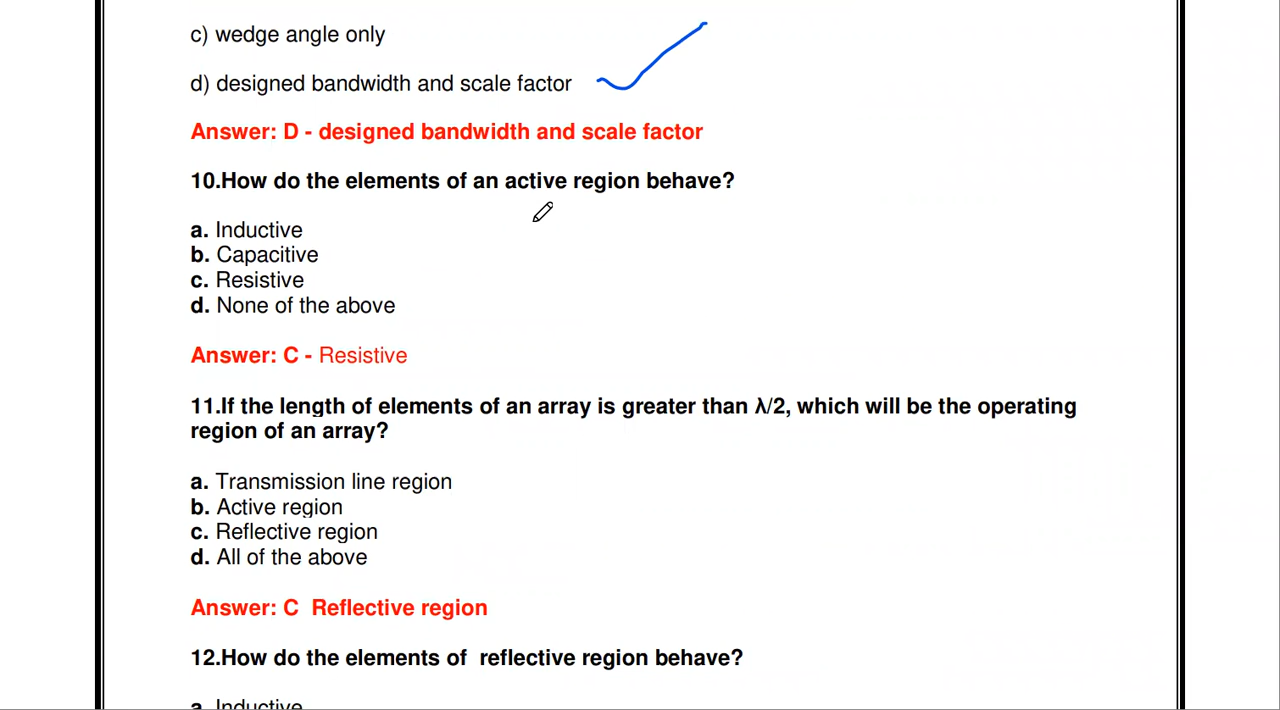 c) wedge angle only
d) designed bandwidth and scale factor
Answer: D - designed bandwidth and scale factor
10.How do the elements of an active region behave?
a. Inductive
b. Capacitive
c. Resistive
d. None of the above
Answer: C - Resistive
11.If the length of elements of an array is greater than λ/2, which will be the operating
region of an array?
a. Transmission line region
b. Active region
c. Reflective region
d. All of the above
Answer: C  Reflective region
12.How do the elements of  reflective region behave?
a. Inductive